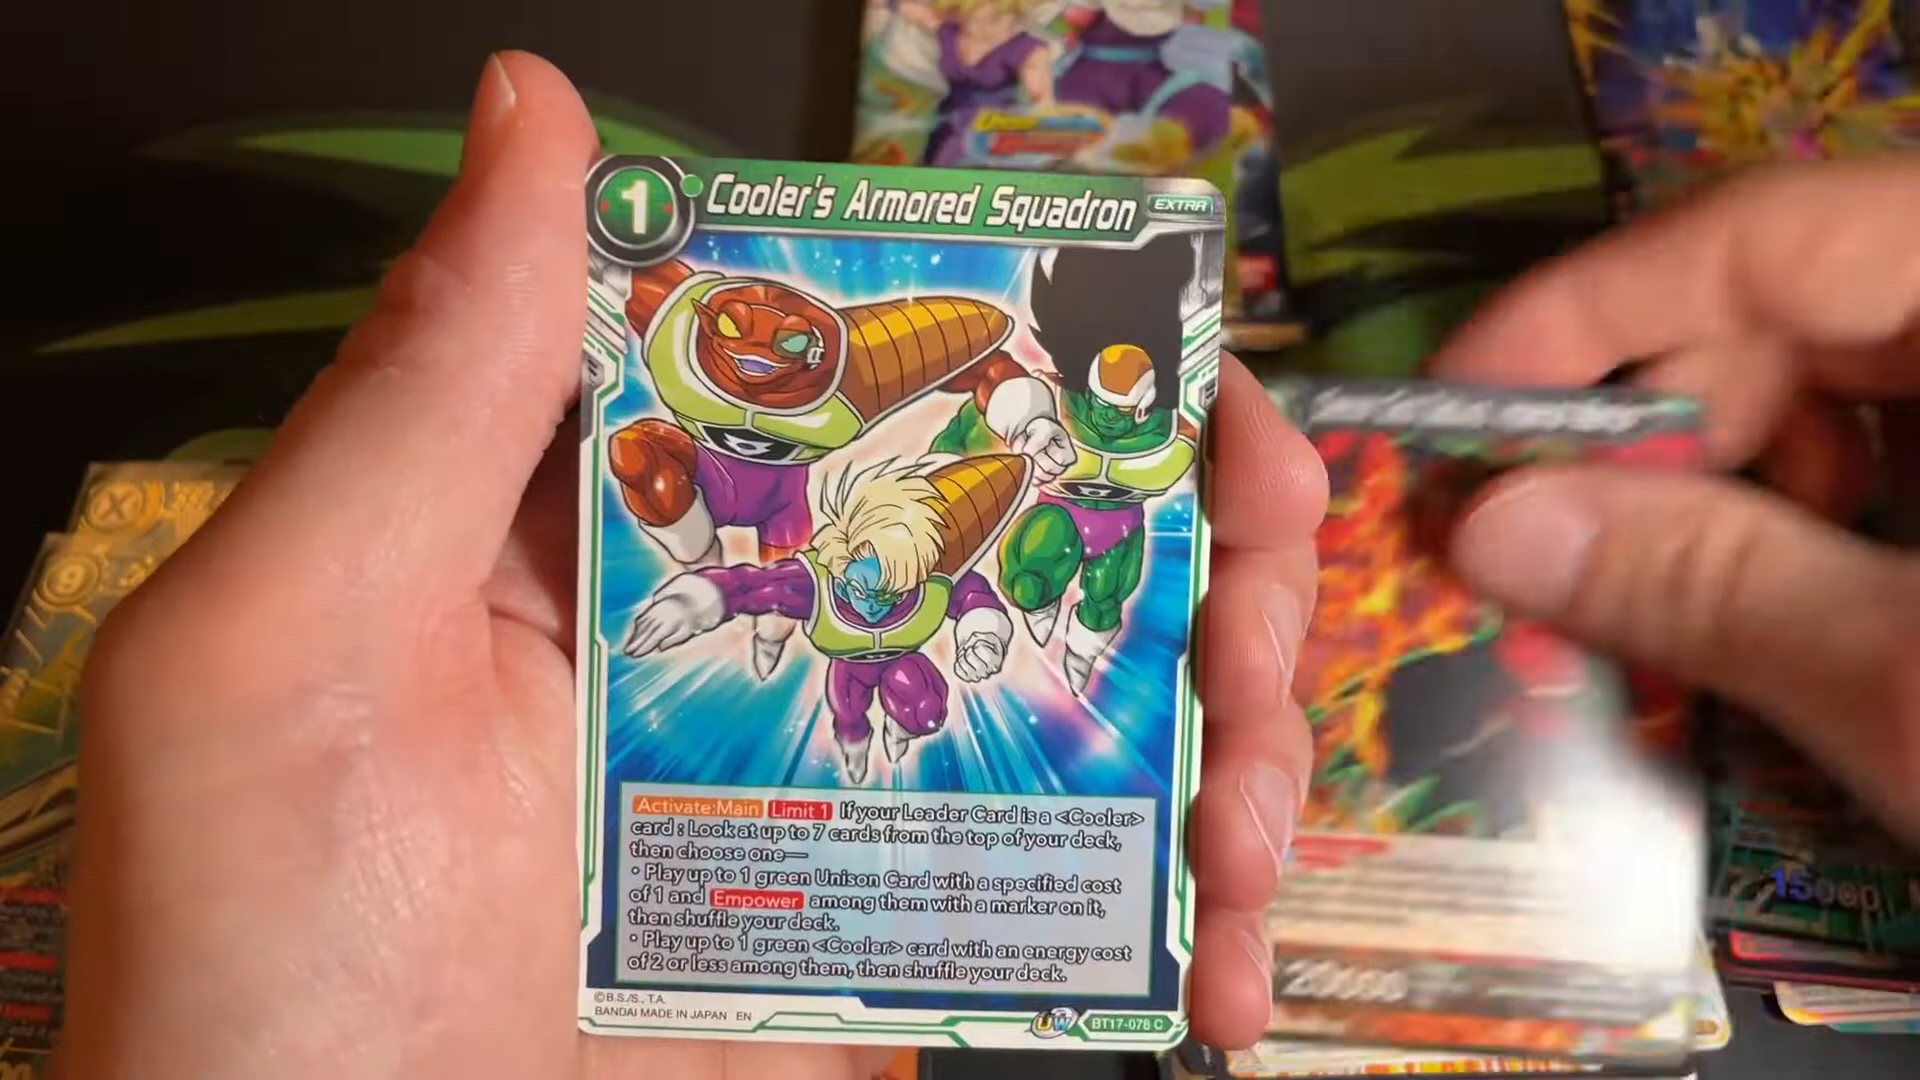 1
Cooler's Armored Squadron
EXTRA
Activate:Main Limit 1 If your Leader Card is a <Cooler>
card : Look at up to 7 cards from the top of your deck,
then choose one—
・Play up to 1 green Unison Card with a specified cost
of 1 and Empower among them with a marker on it,
then shuffle your deck.
・Play up to 1 green <Cooler> card with an energy cost
of 2 or less among them, then shuffle your deck.
©B.S./S., T.A.
BANDAI MADE IN JAPAN EN
UW
BT17-078 C
20000
15000
X
9